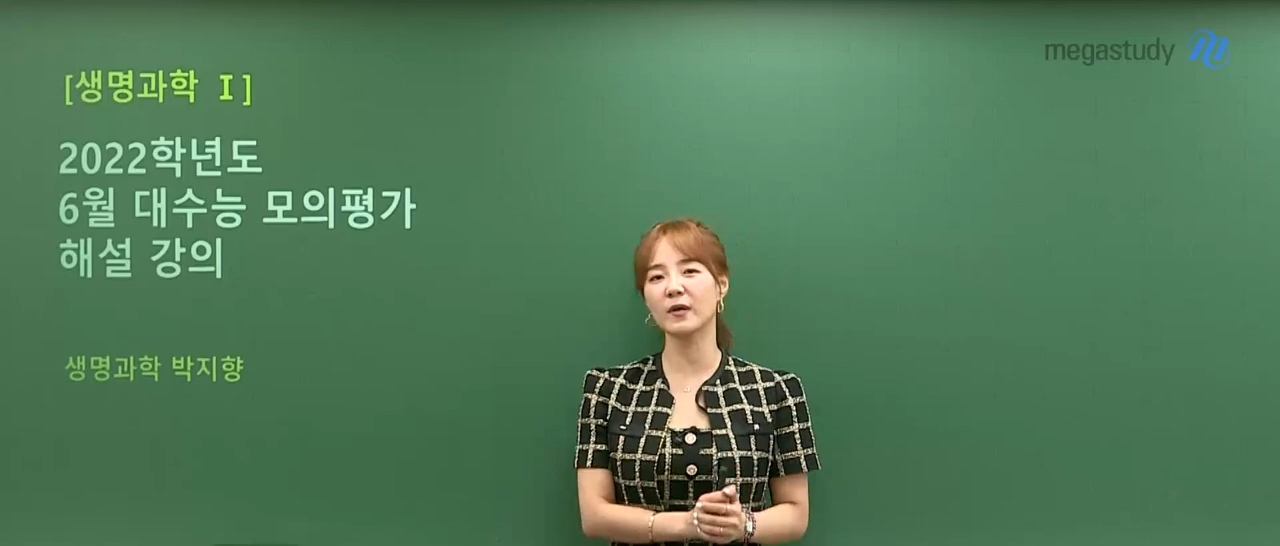 megastudy
[생명과학 Ⅰ]
2022학년도
6월 대수능 모의평가
해설 강의
생명과학 박지향